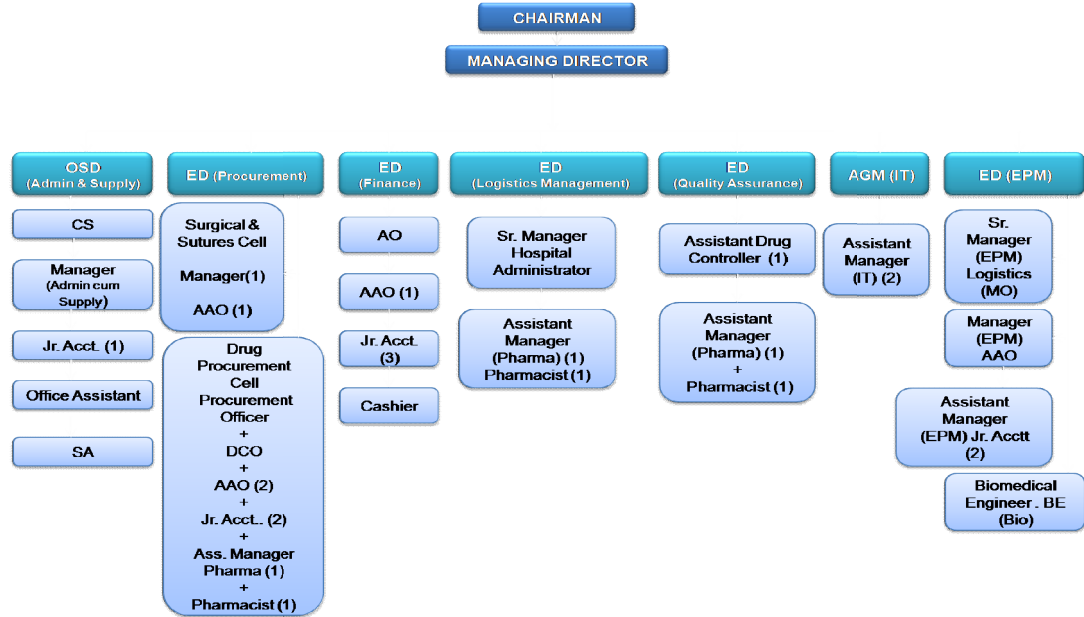 CHAIRMAN
MANAGING DIRECTOR
OSD
(Admin & Supply)
CS
Manager
(Admin cum
Supply)
Jr. Acct. (1)
Office Assistant
SA
ED (Procurement)
Surgical &
Sutures Cell
Manager(1)
AAO (1)
Drug
Procurement
Cell
Procurement
Officer
+
DCO
+
AAO (2)
+
Jr. Acct.. (2)
+
Ass. Manager
Pharma (1)
+
Pharmacist (1)
ED
(Finance)
AO
AAO (1)
Jr. Acct.
(3)
Cashier
ED
(Logistics Management)
Sr. Manager
Hospital
Administrator
Assistant
Manager
(Pharma) (1)
Pharmacist (1)
ED
(Quality Assurance)
Assistant Drug
Controller (1)
Assistant
Manager
(Pharma) (1)
+
Pharmacist (1)
AGM (IT)
Assistant
Manager
(IT) (2)
ED (EPM)
Sr.
Manager
(EPM)
Logistics
(MO)
Manager
(EPM)
AAO
Assistant
Manager
(EPM) Jr. Acctt
(2)
Biomedical
Engineer . BE
(Bio)